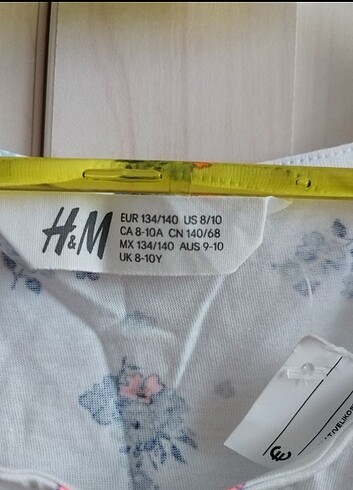 H&M
EUR 134/140 US 8/10
CA 8-10A CN 140/68
MX 134/140 AUS 9-10
UK 8-10Y